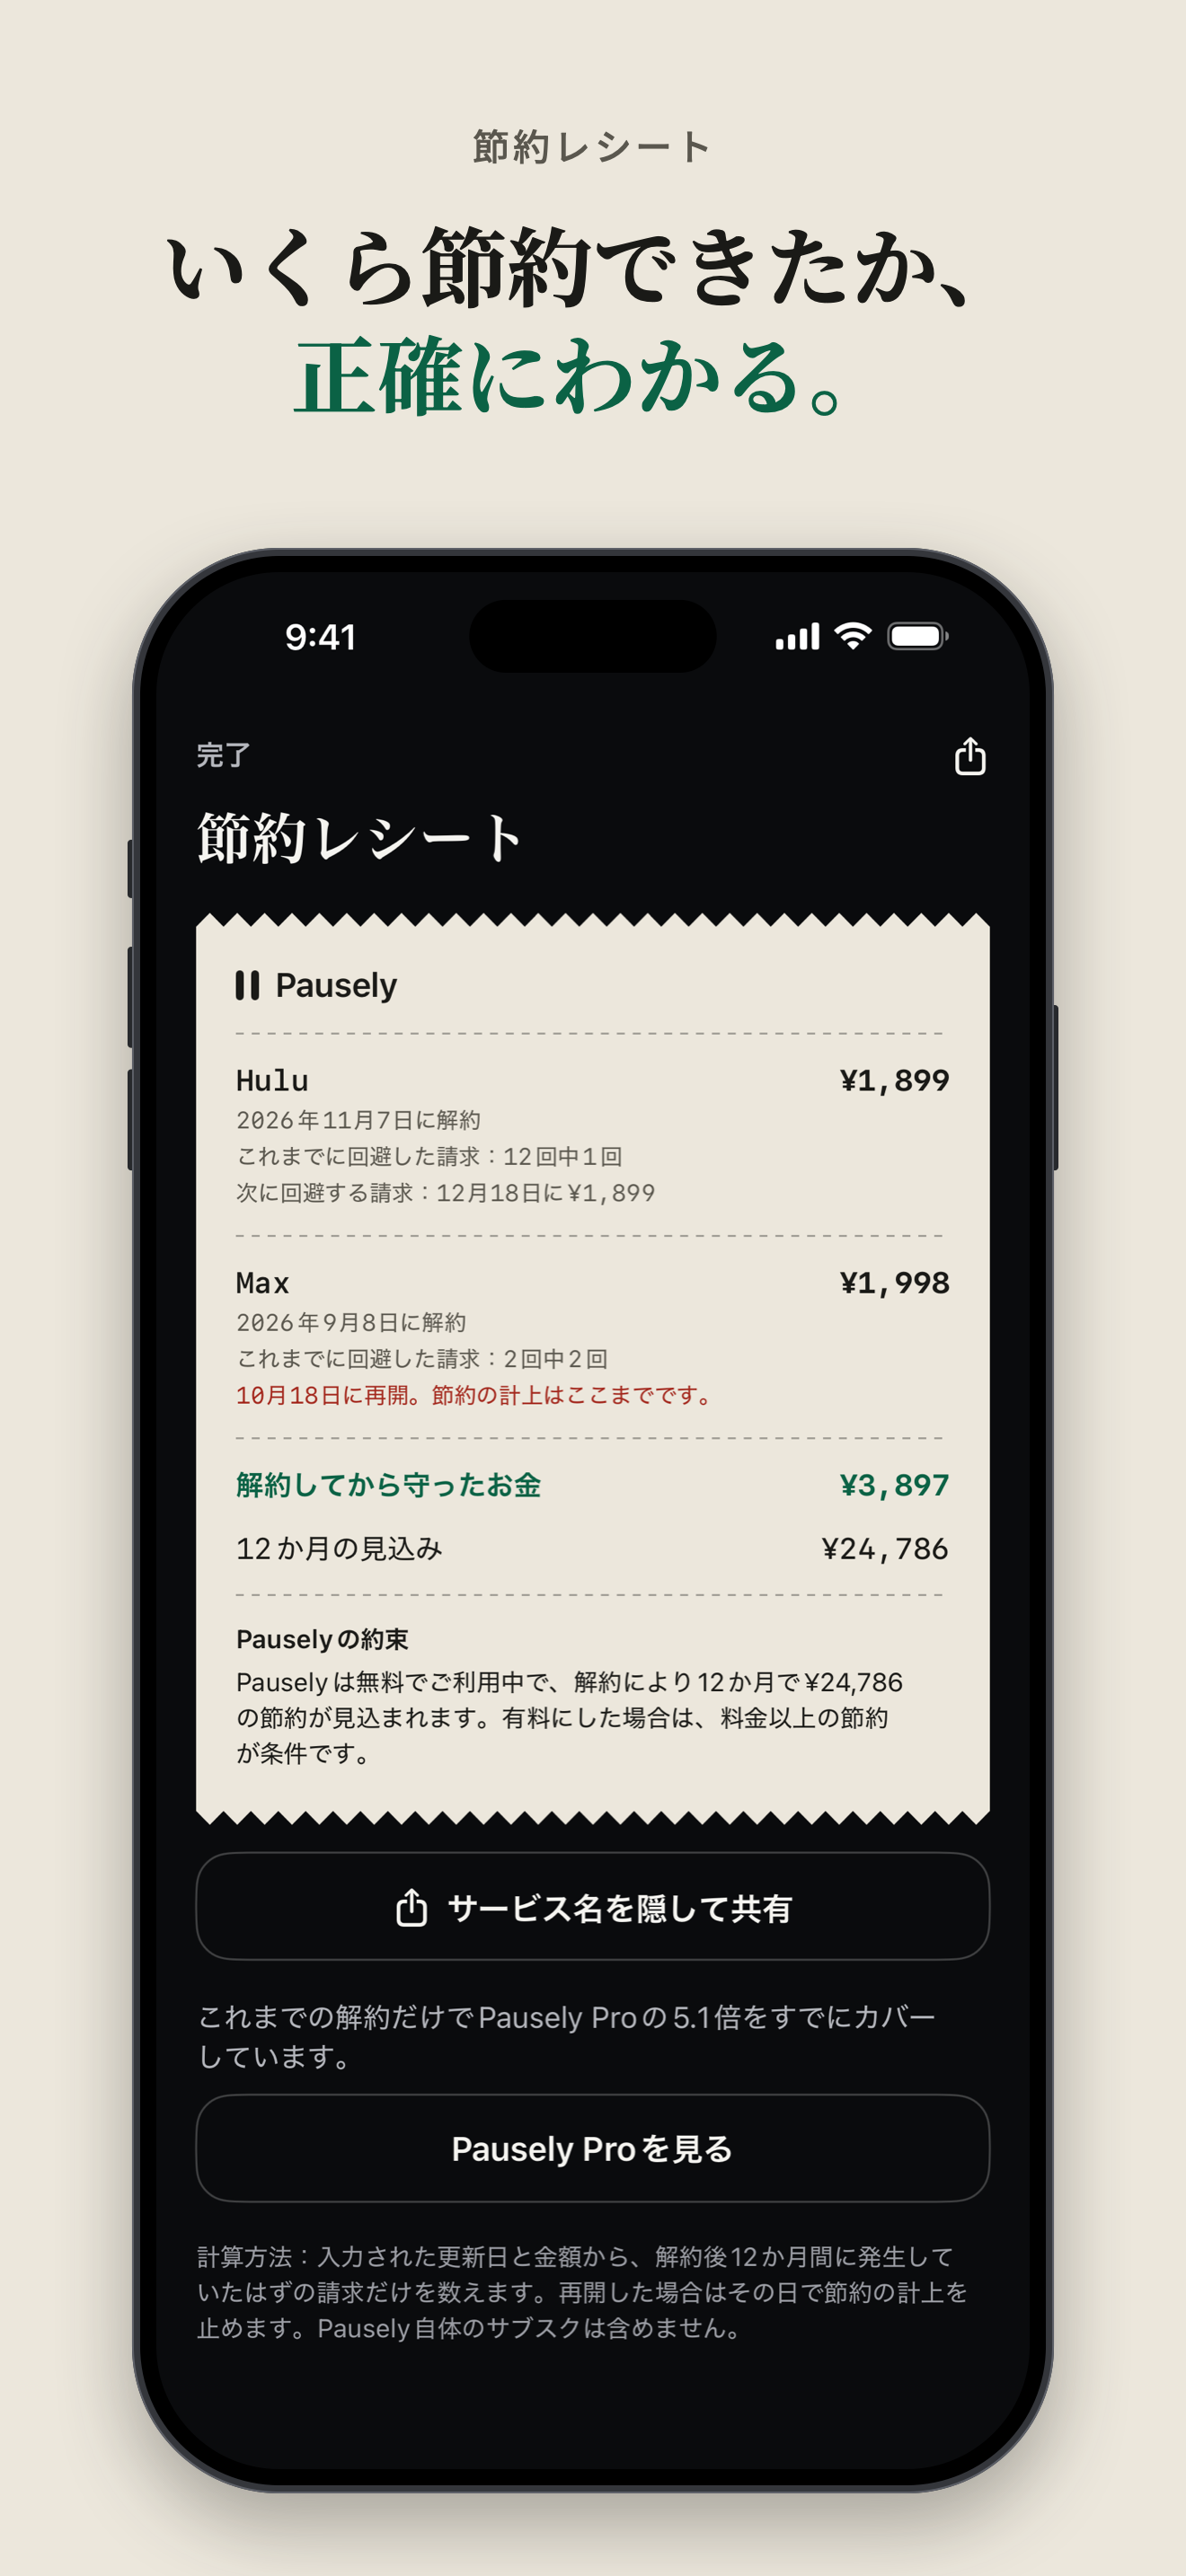 節約レシート
いくら節約できたか、
正確にわかる。
9:41
完了
節約レシート
Pausely
Hulu ¥1,899
2026年11月7日に解約
これまでに回避した請求：12回中1回
次に回避する請求：12月18日に¥1,899
Max ¥1,998
2026年9月8日に解約
これまでに回避した請求：2回中2回
10月18日に再開。節約の計上はここまでです。
解約してから守ったお金 ¥3,897
12か月の見込み ¥24,786
Pauselyの約束
Pauselyは無料でご利用中で、解約により12か月で¥24,786
の節約が見込まれます。有料にした場合は、料金以上の節約
が条件です。
サービス名を隠して共有
これまでの解約だけでPausely Proの5.1倍をすでにカバー
しています。
Pausely Proを見る
計算方法：入力された更新日と金額から、解約後12か月間に発生して
いたはずの請求だけを数えます。再開した場合はその日で節約の計上を
止めます。Pausely自体のサブスクは含めません。